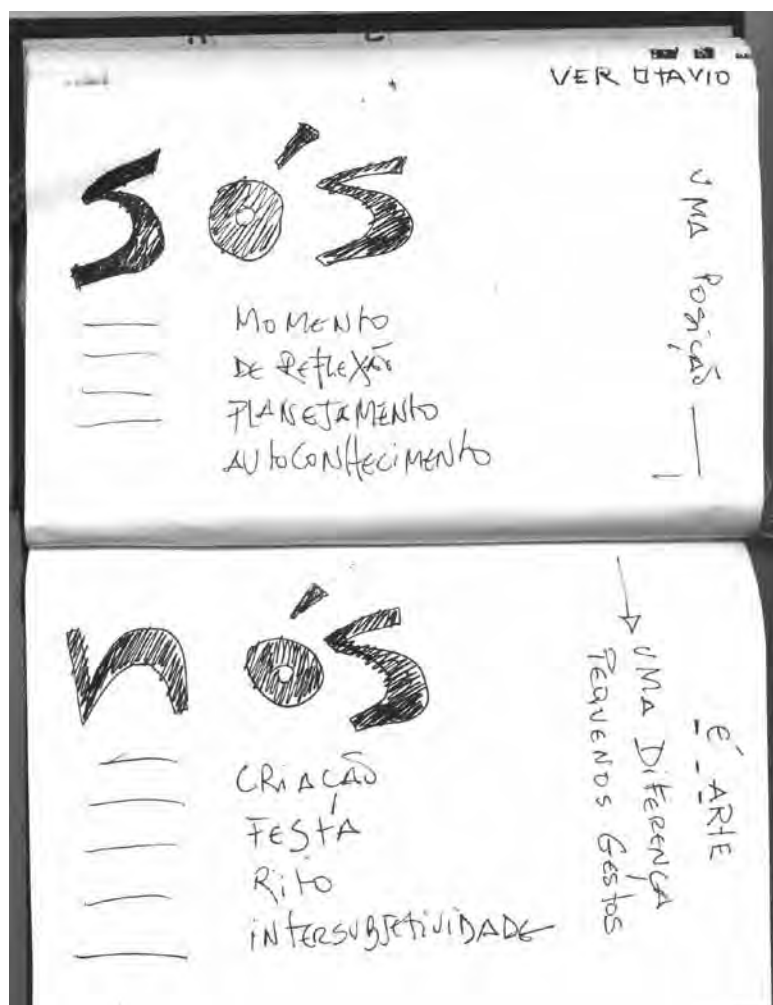 VER OTAVIO
sós
MOMENTO
DE REFLEXÃO
PLANEJAMENTO
AUTOCONHECIMENTO
UMA POSIÇÃO
nós
CRIAÇÃO
FESTA
RITO
INTERSUBJETIVIDADE
UMA DIFERENÇA
PEQUENOS GESTOS
É ARTE